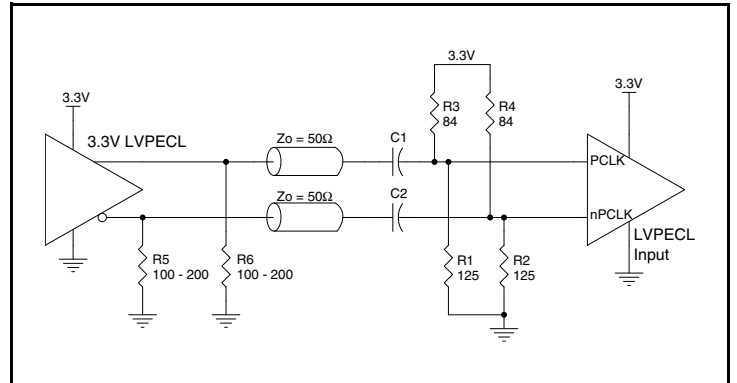 3.3V
3.3V LVPECL
R5
100 - 200
R6
100 - 200
Zo = 50Ω
Zo = 50Ω
C1
C2
3.3V
R3
84
R4
84
R1
125
R2
125
3.3V
PCLK
nPCLK
LVPECL
Input